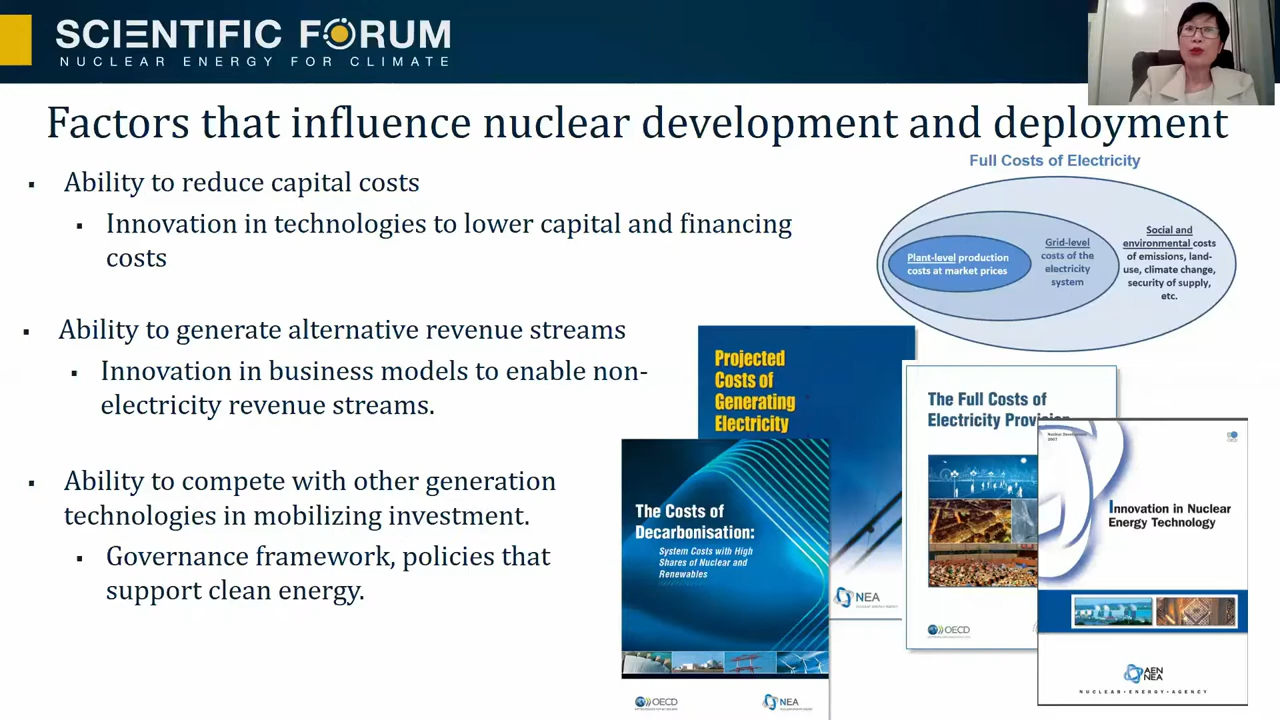 SCIENTIFIC FORUM
NUCLEAR ENERGY FOR CLIMATE
Factors that influence nuclear development and deployment
▪ Ability to reduce capital costs
▪ Innovation in technologies to lower capital and financing
costs
▪ Ability to generate alternative revenue streams
▪ Innovation in business models to enable non-
electricity revenue streams.
▪ Ability to compete with other generation
technologies in mobilizing investment.
▪ Governance framework, policies that
support clean energy.
Full Costs of Electricity
Plant-level production
costs at market prices
Grid-level
costs of the
electricity
system
Social and
environmental costs
of emissions, land-
use, climate change,
security of supply,
etc.
Projected
Costs of
Generating
Electricity
NEA
The Costs of
Decarbonisation:
System Costs with High
Shares of Nuclear and
Renewables
OECD
NEA
The Full Costs of
Electricity Provision
OECD
Nuclear Development
2007
Innovation in Nuclear
Energy Technology
AEN
NEA
NUCLEAR•ENERGY•AGENCY